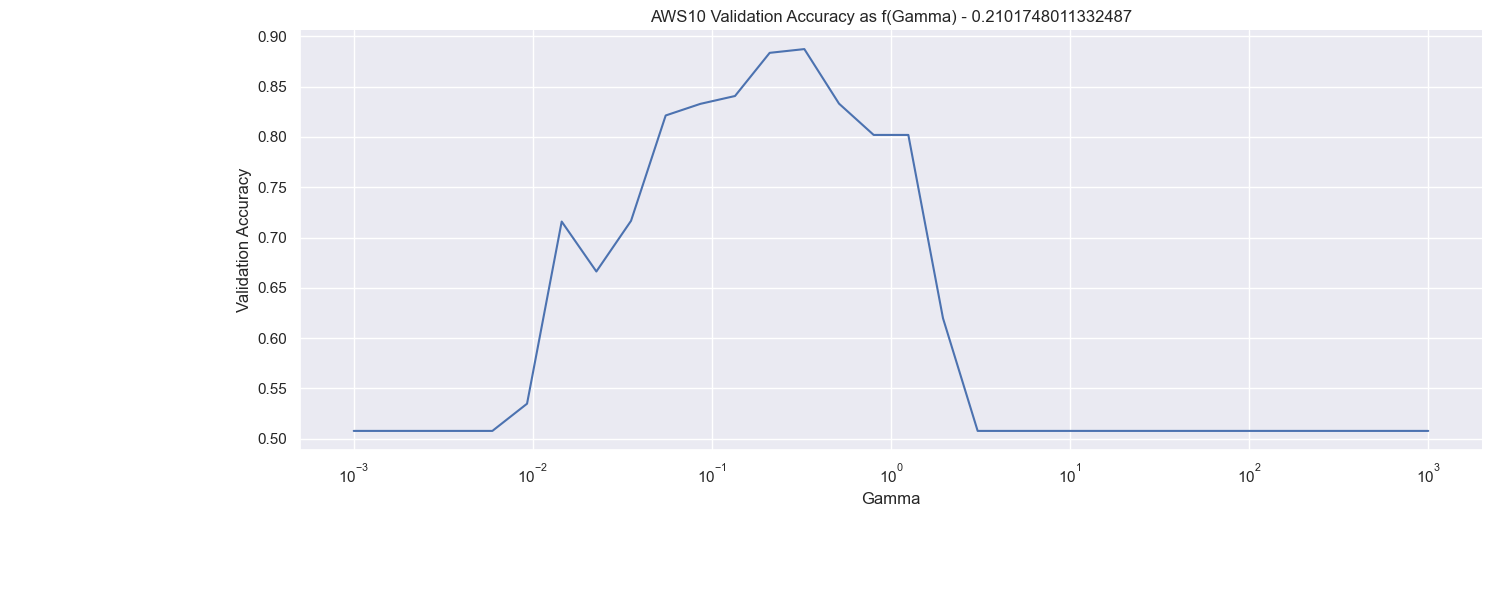 AWS10 Validation Accuracy as f(Gamma) - 0.2101748011332487
0.90
0.85
0.80
0.75
0.70
0.65
0.60
0.55
0.50
Validation Accuracy
10⁻³ 10⁻² 10⁻¹ 10⁰ 10¹ 10² 10³
Gamma